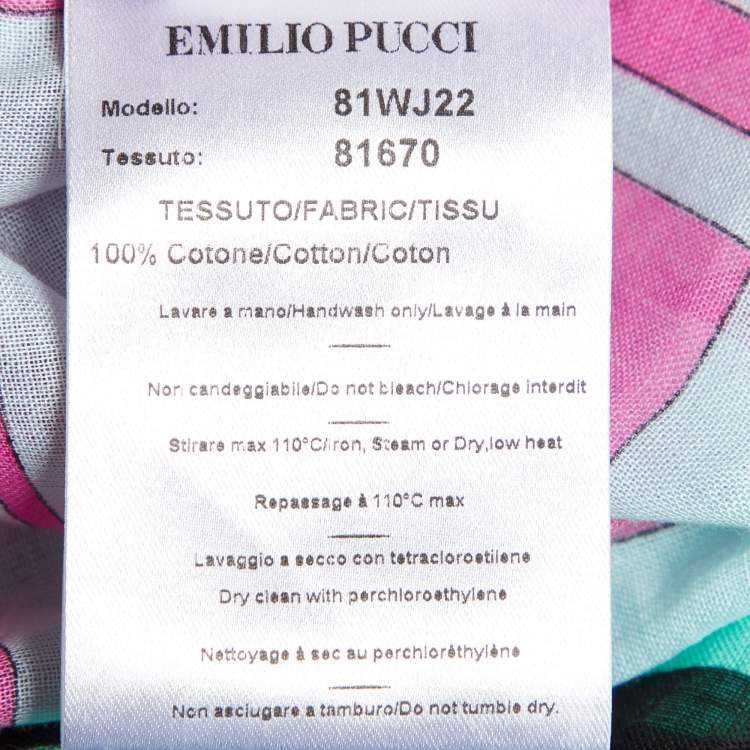 EMILIO PUCCI
Modello: 81WJ22
Tessuto: 81670
TESSUTO/FABRIC/TISSU
100% Cotone/Cotton/Coton
Lavare a mano/Handwash only/Lavage à la main
Non candeggiabile/Do not bleach/Chlorage interdit
Stirare max 110°C/iron, Steam or Dry,low heat
Repassage à 110°C max
Lavaggio a secco con tetracloroetilene
Dry clean with perchloroethylene
Nettoyage à sec au perchloréthylène
Non asciugare a tamburo/Do not tumble dry.